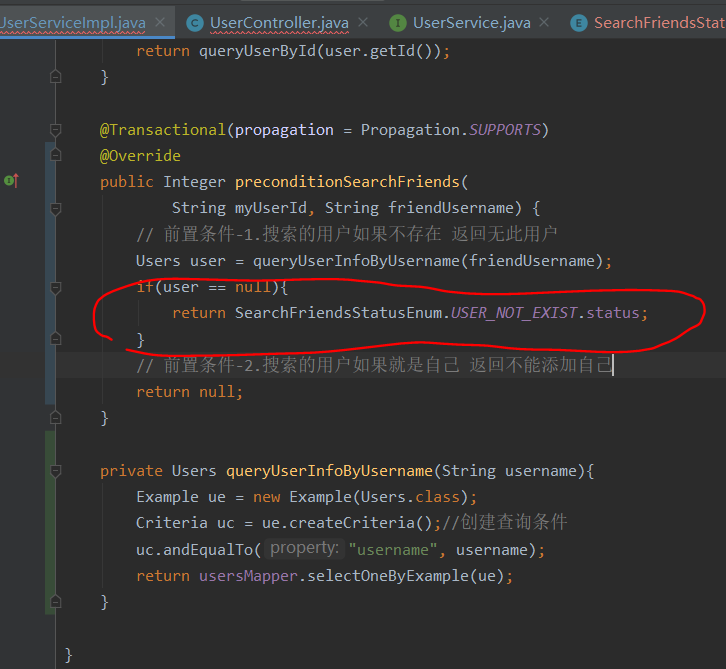 UserServiceImpl.java × UserController.java × UserService.java × SearchFriendsStat
return queryUserById(user.getId());
}
@Transactional(propagation = Propagation.SUPPORTS)
@Override
public Integer preconditionSearchFriends(
String myUserId, String friendUsername) {
// 前置条件-1.搜索的用户如果不存在 返回无此用户
Users user = queryUserInfoByUsername(friendUsername);
if(user == null){
return SearchFriendsStatusEnum.USER_NOT_EXIST.status;
}
// 前置条件-2.搜索的用户如果就是自己 返回不能添加自己
return null;
}
private Users queryUserInfoByUsername(String username){
Example ue = new Example(Users.class);
Criteria uc = ue.createCriteria();//创建查询条件
uc.andEqualTo( property: "username", username);
return usersMapper.selectOneByExample(ue);
}
}